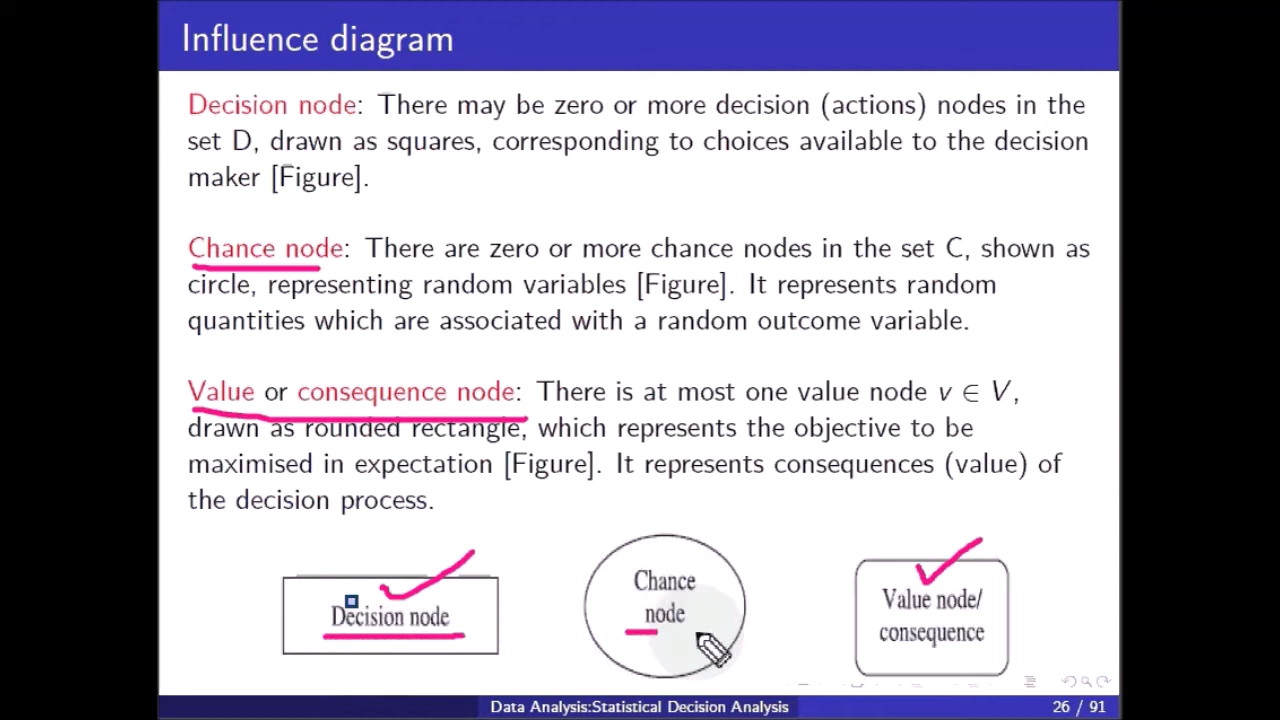 Influence diagram
Decision node: There may be zero or more decision (actions) nodes in the
set D, drawn as squares, corresponding to choices available to the decision
maker [Figure].
Chance node: There are zero or more chance nodes in the set C, shown as
circle, representing random variables [Figure]. It represents random
quantities which are associated with a random outcome variable.
Value or consequence node: There is at most one value node v ∈ V,
drawn as rounded rectangle, which represents the objective to be
maximised in expectation [Figure]. It represents consequences (value) of
the decision process.
Decision node
Chance
node
Value node/
consequence
Data Analysis:Statistical Decision Analysis
26 / 91